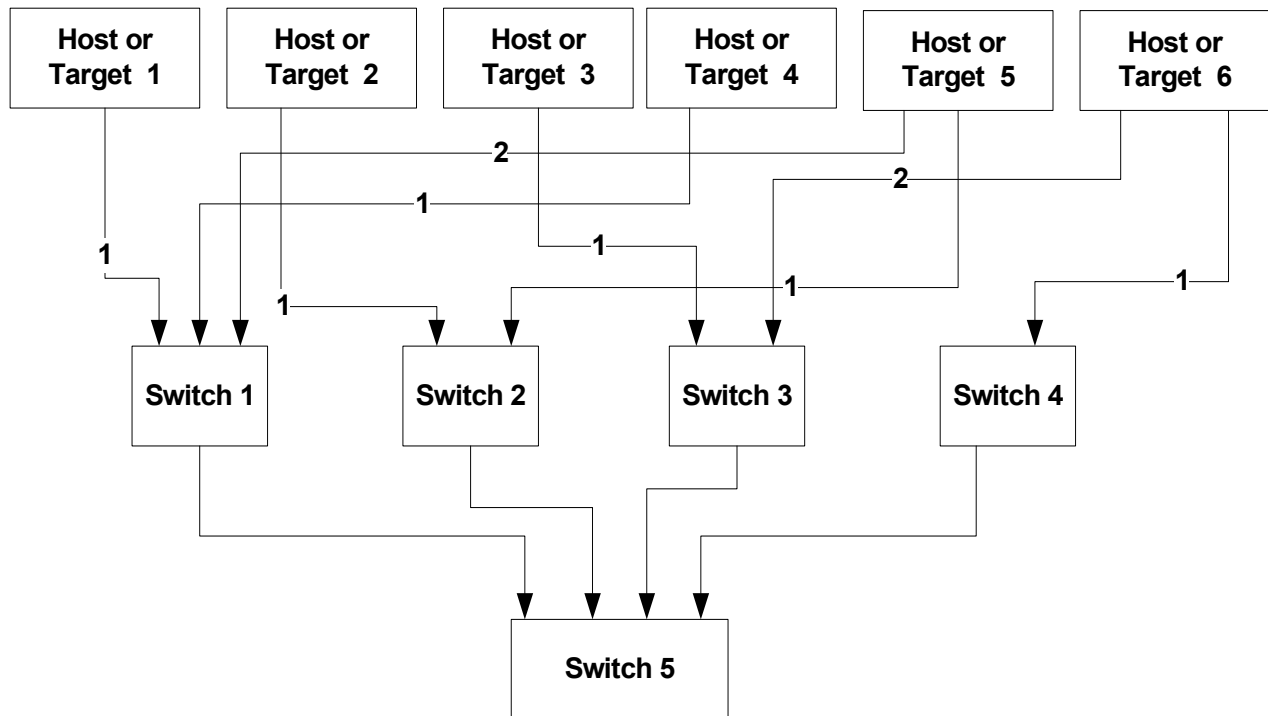 Host or
Target 1
Host or
Target 2
Host or
Target 3
Host or
Target 4
Host or
Target 5
Host or
Target 6
2
2
1
1
1
1
1
1
Switch 1
Switch 2
Switch 3
Switch 4
Switch 5